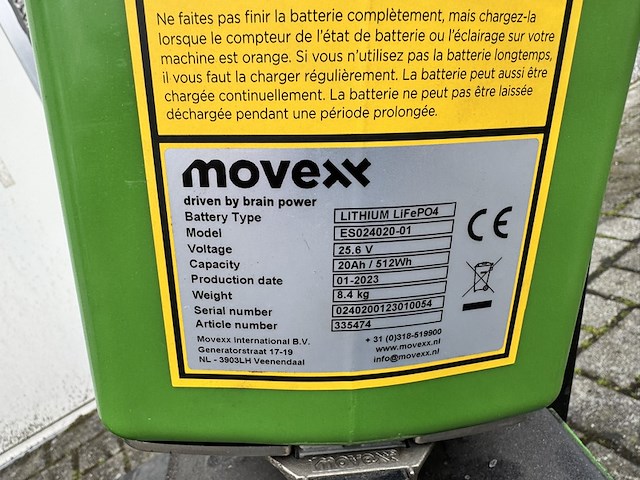 Ne faites pas finir la batterie complètement, mais chargez-la
lorsque le compteur de l'état de batterie ou l'éclairage sur votre
machine est orange. Si vous n'utilisez pas la batterie longtemps,
il vous faut la charger régulièrement. La batterie peut aussi être
chargée continuellement. La batterie ne peut pas être laissée
déchargée pendant une période prolongée.
movexx
driven by brain power
Battery Type LITHIUM LiFePO4
Model ES024020-01
Voltage 25.6 V
Capacity 20Ah / 512Wh
Production date 01-2023
Weight 8.4 kg
Serial number 0240200123010054
Article number 335474
CE
Movexx International B.V.
Generatorstraat 17-19
NL - 3903LH Veenendaal
+ 31 (0)318-519900
www.movexx.nl
info@movexx.nl
movexx